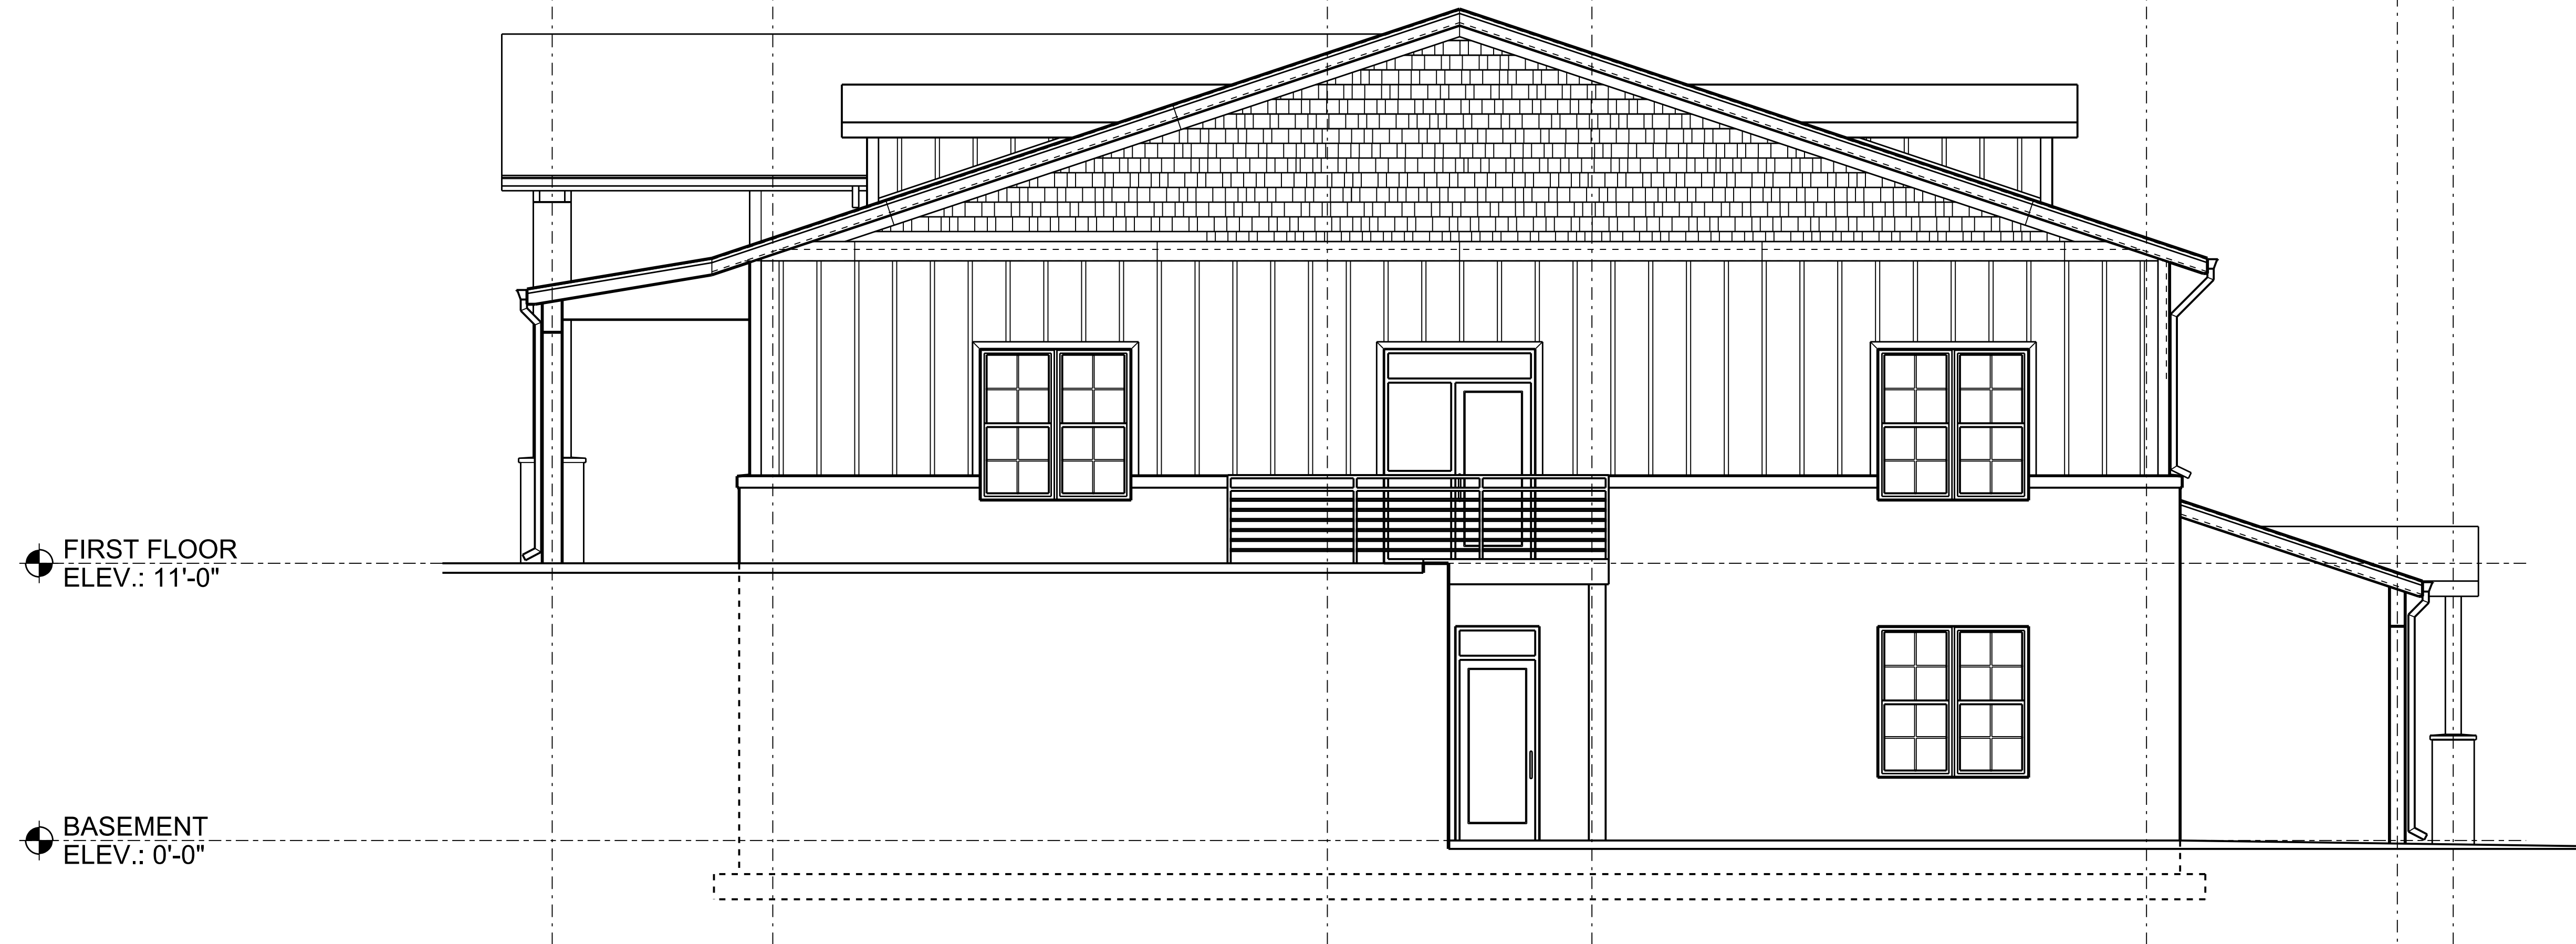 FIRST FLOOR
ELEV.: 11'-0"
BASEMENT
ELEV.: 0'-0"